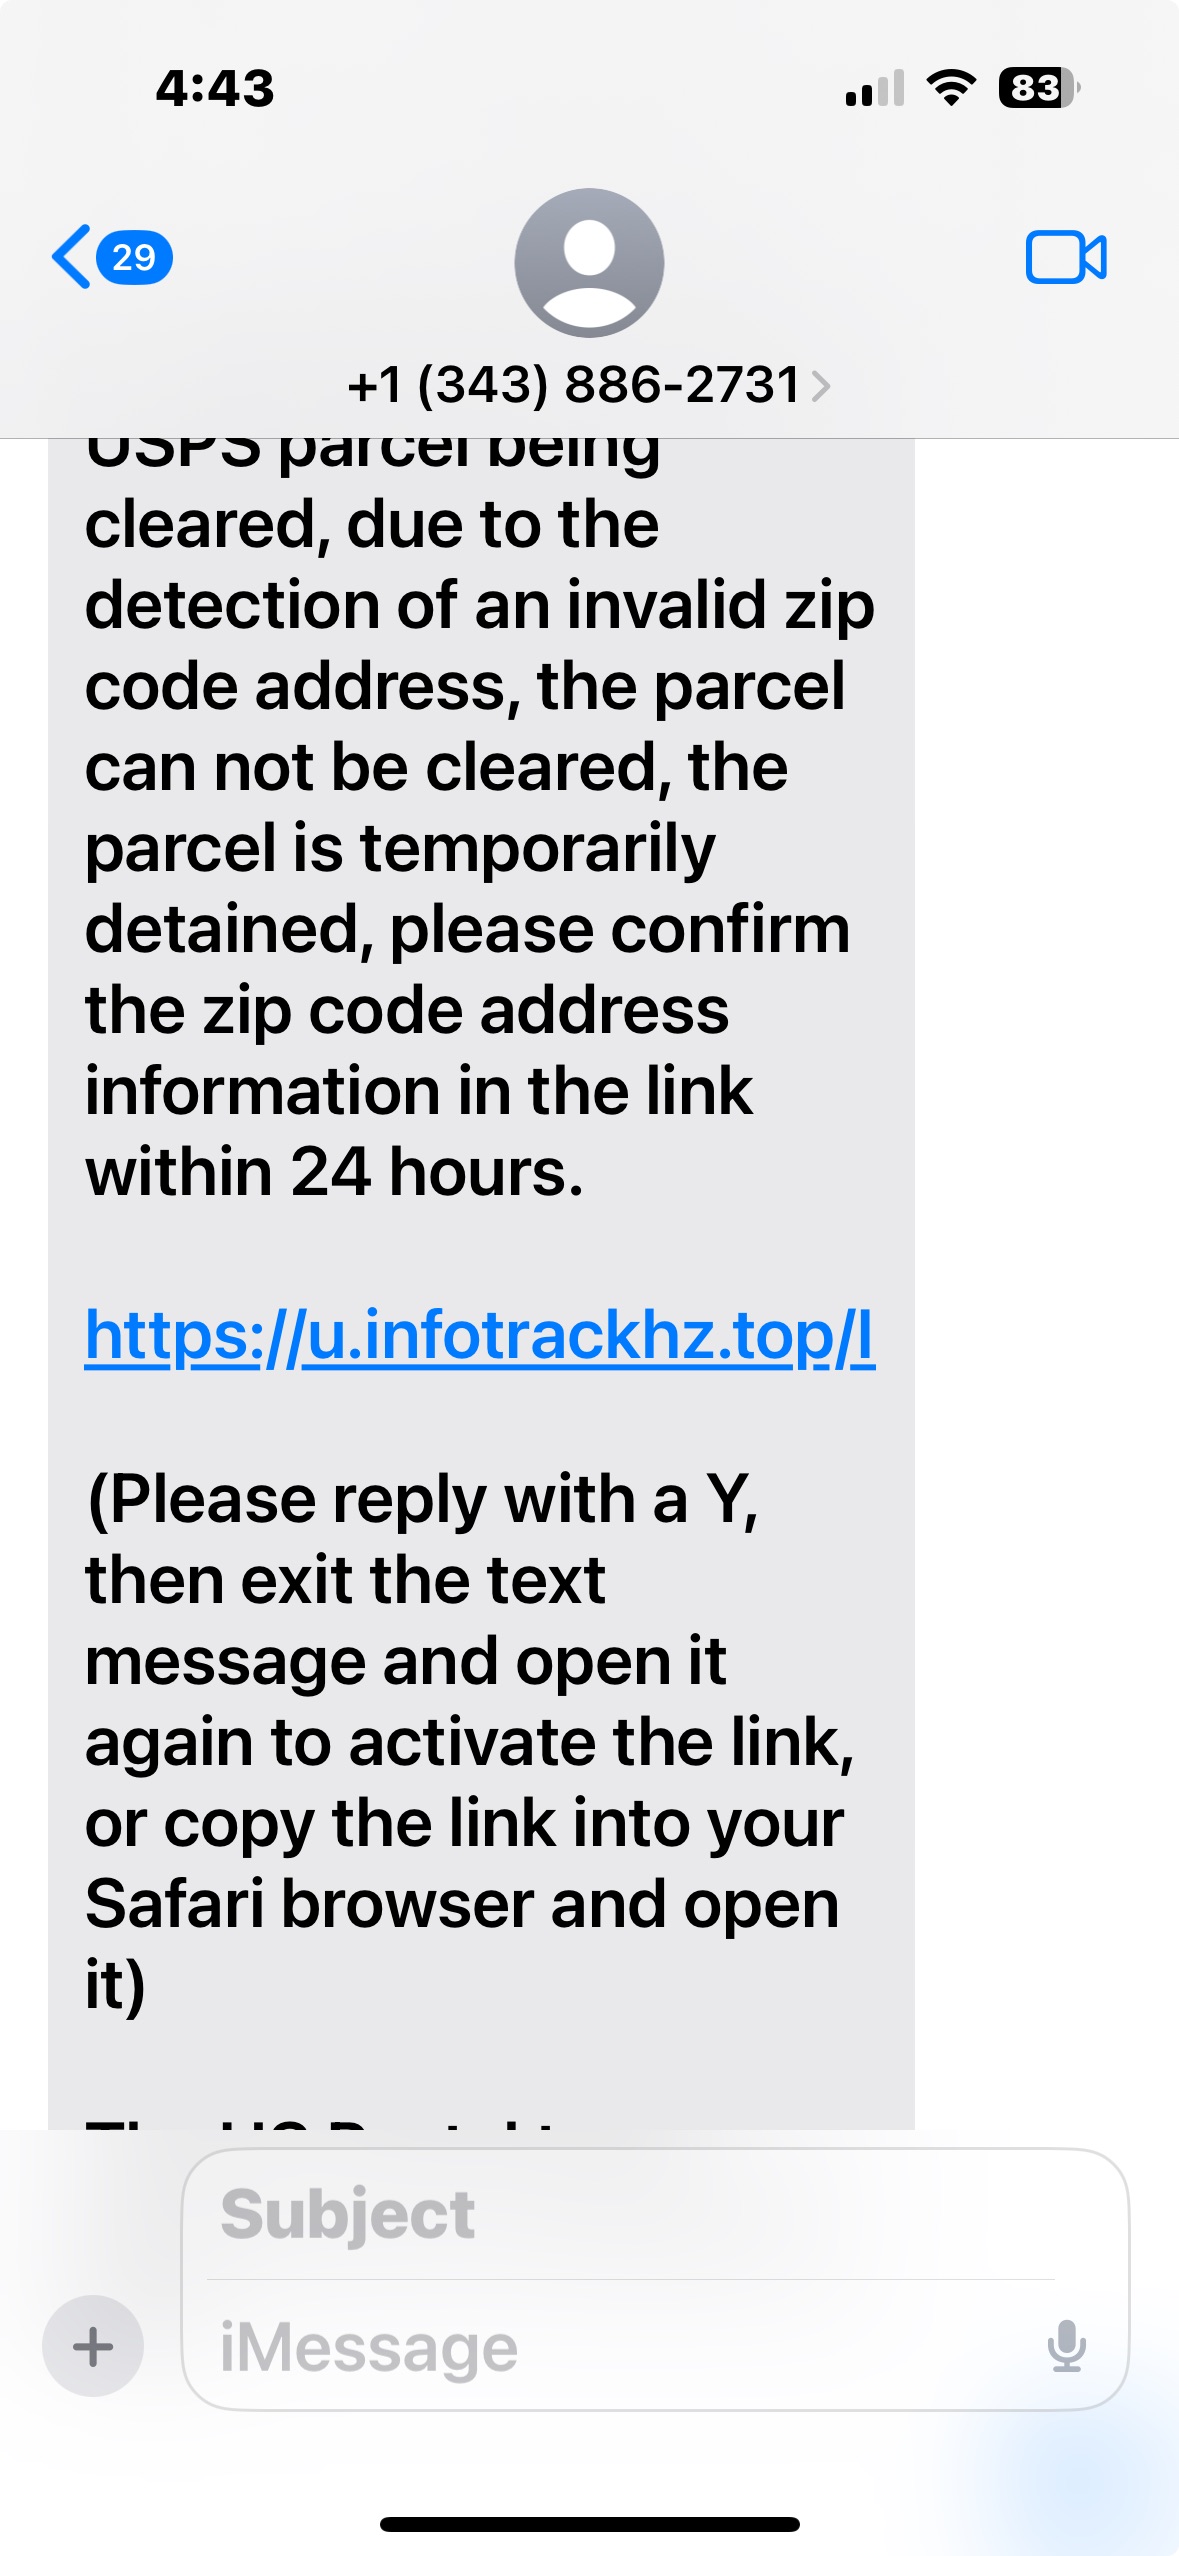 4:43
83
29
+1 (343) 886-2731
USPS parcel being
cleared, due to the
detection of an invalid zip
code address, the parcel
can not be cleared, the
parcel is temporarily
detained, please confirm
the zip code address
information in the link
within 24 hours.
https://u.infotrackhz.top/l
(Please reply with a Y,
then exit the text
message and open it
again to activate the link,
or copy the link into your
Safari browser and open
it)
Subject
iMessage